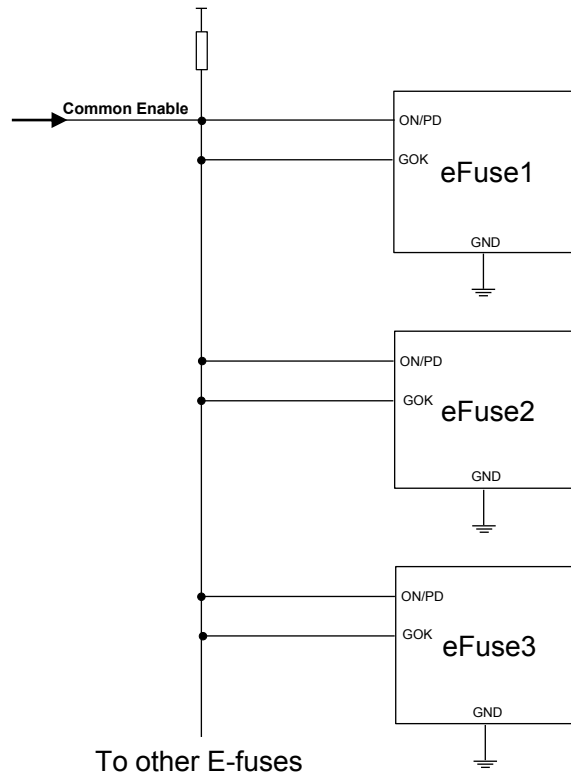 Common Enable
ON/PD
GOK
eFuse1
GND
ON/PD
GOK
eFuse2
GND
ON/PD
GOK
eFuse3
GND
To other E-fuses